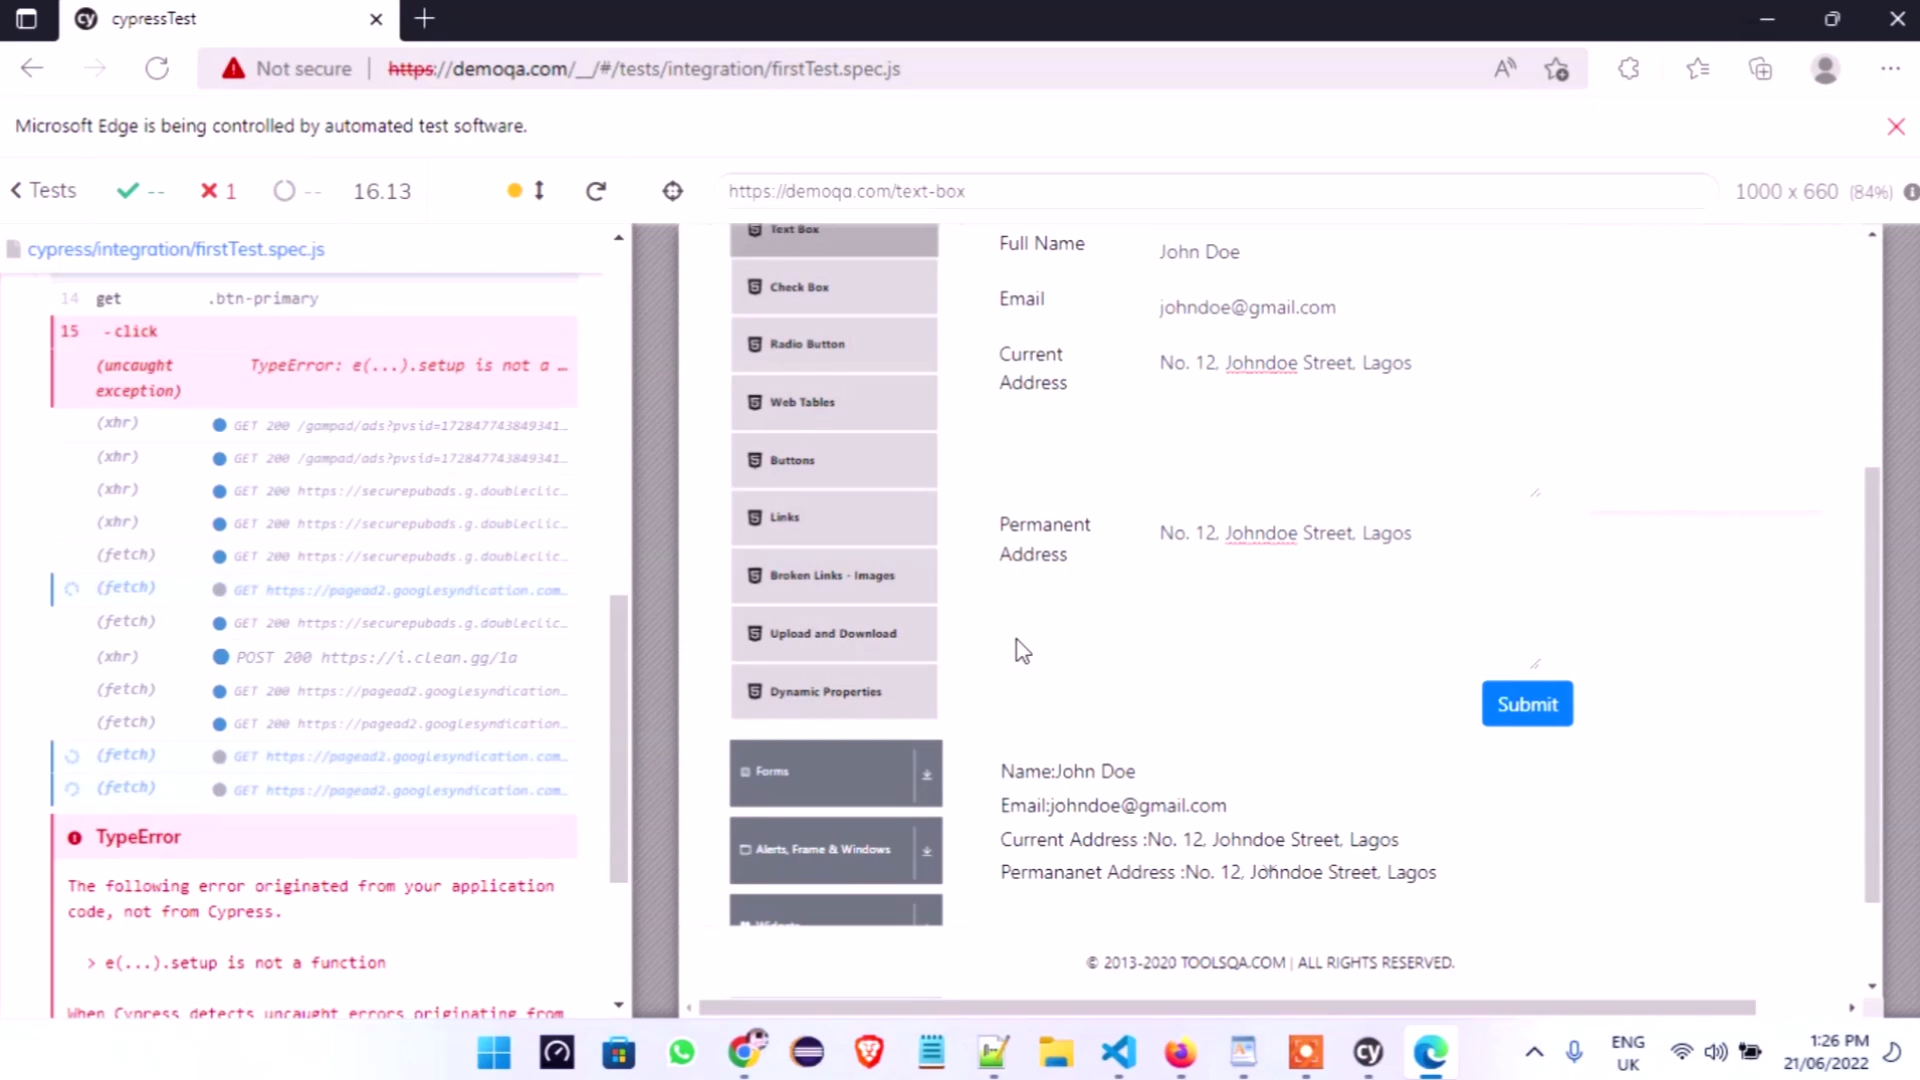 cypressTest
Not secure
https://demoqa.com/__/#/tests/integration/firstTest.spec.js
Microsoft Edge is being controlled by automated test software.
Tests
--
1
--
16.13
https://demoqa.com/text-box
1000 x 660 (84%)
cypress/integration/firstTest.spec.js
14 get .btn-primary
15 - click
(uncaught exception) TypeError: e(...).setup is not a …
(xhr) GET 200 /gampad/ads?pvsid=172847743849341…
(xhr) GET 200 /gampad/ads?pvsid=172847743849341…
(xhr) GET 200 https://securepubads.g.doubleclic…
(xhr) GET 200 https://securepubads.g.doubleclic…
(fetch) GET 200 https://securepubads.g.doubleclic…
(fetch) GET https://pagead2.googlesyndication.com…
(fetch) GET 200 https://securepubads.g.doubleclic…
(xhr) POST 200 https://i.clean.gg/1a
(fetch) GET 200 https://pagead2.googlesyndication…
(fetch) GET 200 https://pagead2.googlesyndication…
(fetch) GET https://pagead2.googlesyndication.com…
(fetch) GET https://pagead2.googlesyndication.com…
TypeError
The following error originated from your application
code, not from Cypress.
> e(...).setup is not a function
When Cypress detects uncaught errors originating from
Text Box
Check Box
Radio Button
Web Tables
Buttons
Links
Broken Links - Images
Upload and Download
Dynamic Properties
Forms
Alerts, Frame & Windows
Widgets
Full Name
John Doe
Email
johndoe@gmail.com
Current
Address
No. 12, Johndoe Street, Lagos
Permanent
Address
No. 12, Johndoe Street, Lagos
Submit
Name:John Doe
Email:johndoe@gmail.com
Current Address :No. 12, Johndoe Street, Lagos
Permananet Address :No. 12, Johndoe Street, Lagos
© 2013-2020 TOOLSQA.COM | ALL RIGHTS RESERVED.
ENG
UK
1:26 PM
21/06/2022